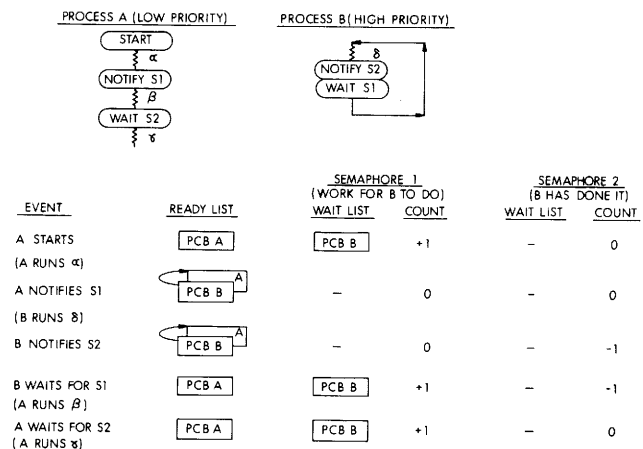 PROCESS A (LOW PRIORITY)
PROCESS B (HIGH PRIORITY)
START
α
NOTIFY S1
β
WAIT S2
γ
δ
NOTIFY S2
WAIT S1
SEMAPHORE 1
(WORK FOR B TO DO)
SEMAPHORE 2
(B HAS DONE IT)
EVENT READY LIST WAIT LIST COUNT WAIT LIST COUNT
A STARTS PCB A PCB B +1 – 0
(A RUNS α)
A NOTIFIES S1 PCB B A – 0 – 0
(B RUNS δ)
B NOTIFIES S2 PCB B A – 0 – -1
B WAITS FOR S1 PCB A PCB B +1 – -1
(A RUNS β)
A WAITS FOR S2 PCB A PCB B +1 – 0
(A RUNS γ)